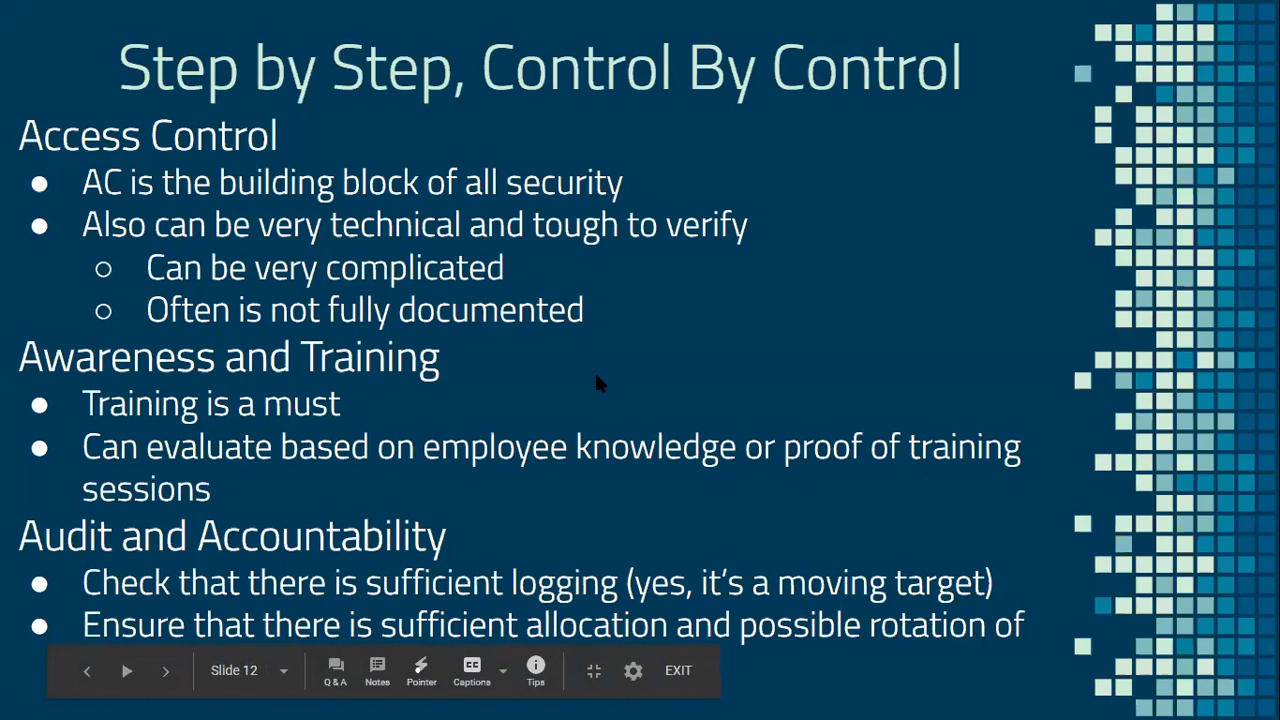 Step by Step, Control By Control
Access Control
● AC is the building block of all security
● Also can be very technical and tough to verify
○ Can be very complicated
○ Often is not fully documented
Awareness and Training
● Training is a must
● Can evaluate based on employee knowledge or proof of training
sessions
Audit and Accountability
● Check that there is sufficient logging (yes, it's a moving target)
● Ensure that there is sufficient allocation and possible rotation of
Slide 12
Q & A
Notes
Pointer
CC
Captions
Tips
EXIT